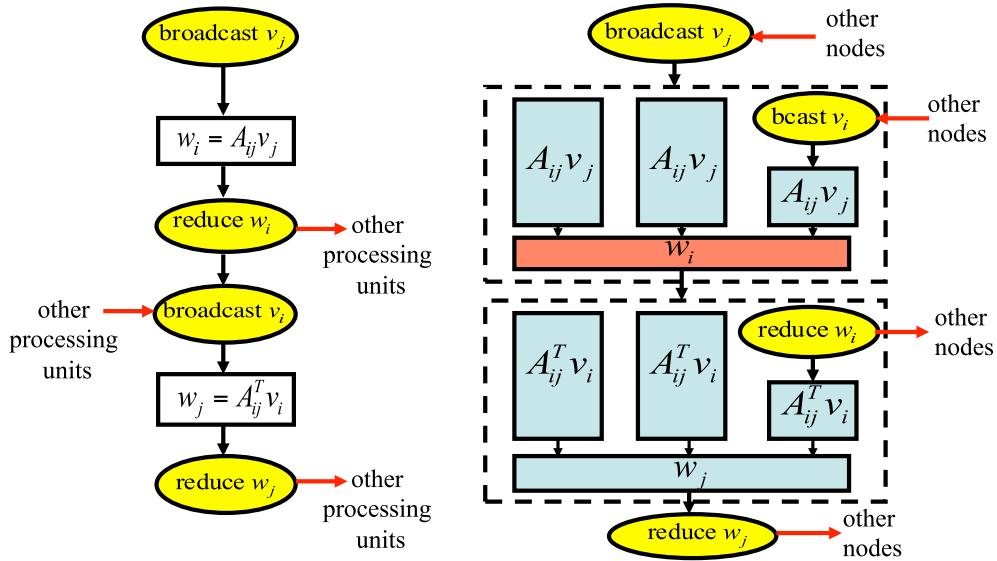 broadcast v_j
w_i = A_ij v_j
reduce w_i
other
processing
units
broadcast v_i
other
processing
units
w_j = A_ij^T v_i
reduce w_j
other
processing
units
broadcast v_j
other
nodes
A_ij v_j
A_ij v_j
bcast v_i
other
nodes
A_ij v_j
w_i
A_ij^T v_i
A_ij^T v_i
reduce w_i
other
nodes
A_ij^T v_i
w_j
reduce w_j
other
nodes